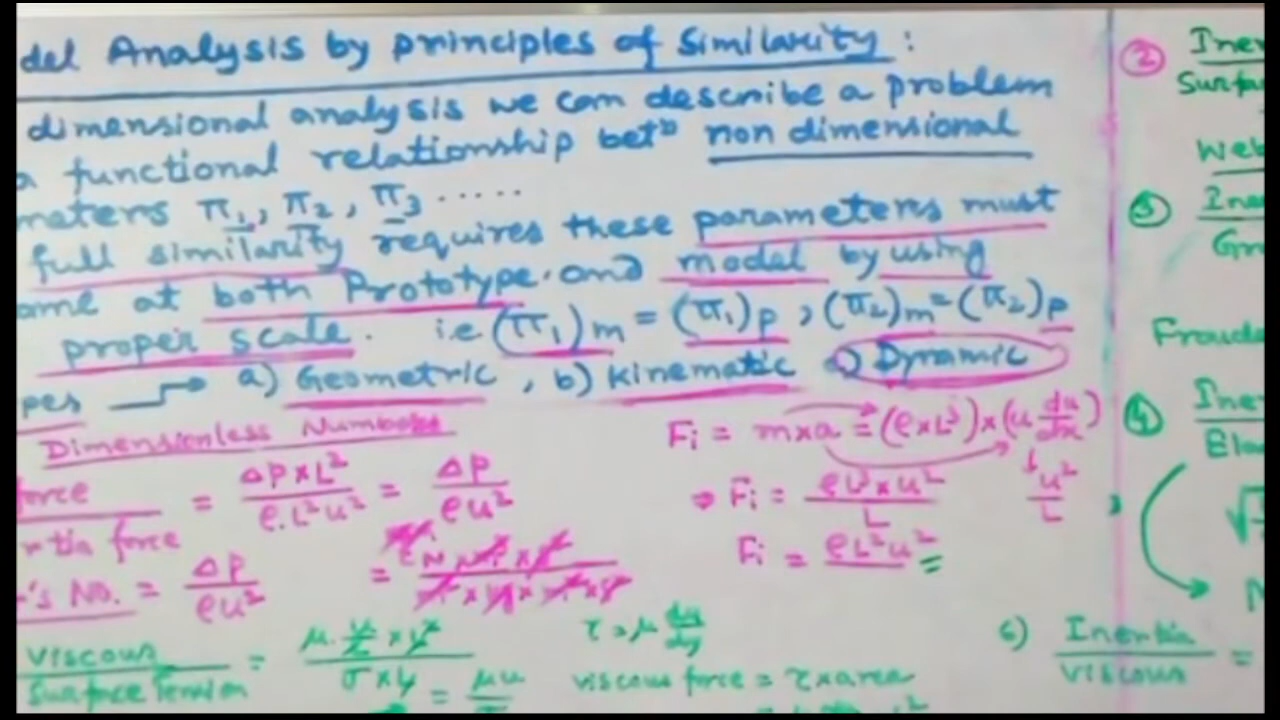 del Analysis by principles of Similarity :
dimensional analysis we can describe a problem
a functional relationship betⁿ non dimensional
meters π₁, π₂, π₃ .....
full similarity requires these parameters must
ame at both Prototype and model by using
proper scale. i.e (π₁)m = (π₁)p , (π₂)m = (π₂)p
pes → a) Geometric , b) Kinematic c) Dynamic
Dimensionless Numbers
force / rtia force = ΔP×L² / ρ.L²u² = ΔP / ρu²
's No. = ΔP / ρu²
Fi = m×a = (ρ×L³)×(u du/dx)
u² / L
⇒ Fi = ρL³×u² / L
Fi = ρL²u² =
Viscous / Surface Tension =
= μu / σ
τ = μ du/dy
viscous force = τ×area
② Iner
Surfa
Web
③ Ine
Gra
Froude
④ Iner
Elas
6) Inertia / viscous =